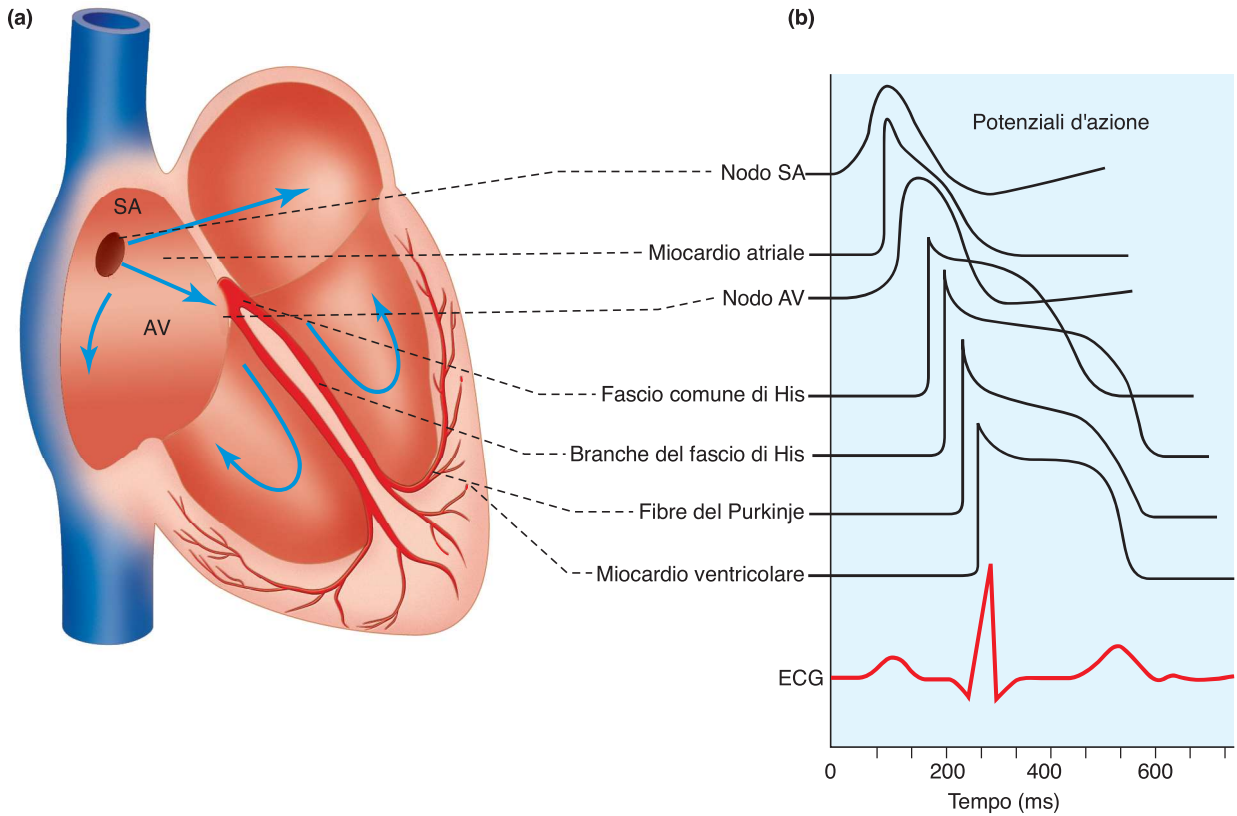 (a)
(b)
Potenziali d'azione
SA
AV
Nodo SA
Miocardio atriale
Nodo AV
Fascio comune di His
Branche del fascio di His
Fibre del Purkinje
Miocardio ventricolare
ECG
0 200 400 600
Tempo (ms)